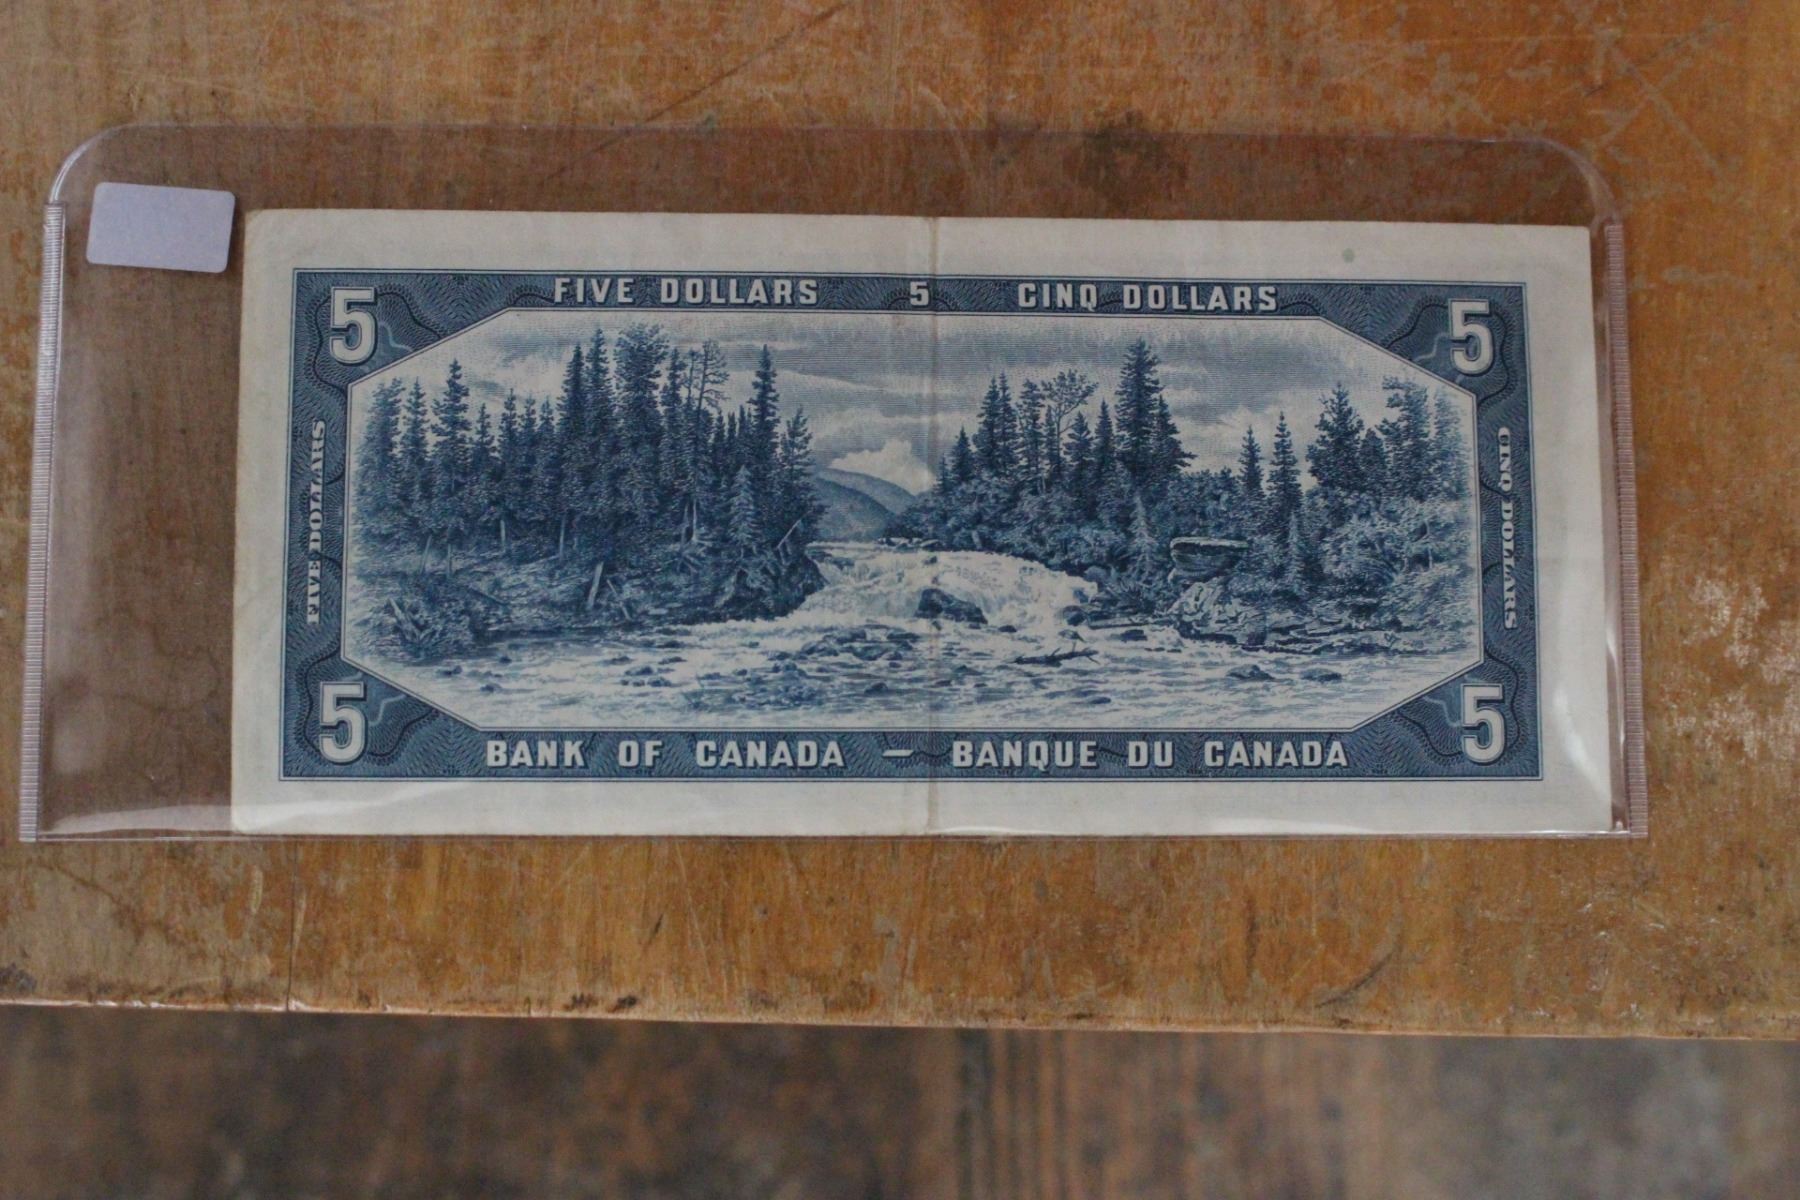 FIVE DOLLARS 5 CINQ DOLLARS
5 5
FIVE DOLLARS
CINQ DOLLARS
5 5
BANK OF CANADA — BANQUE DU CANADA